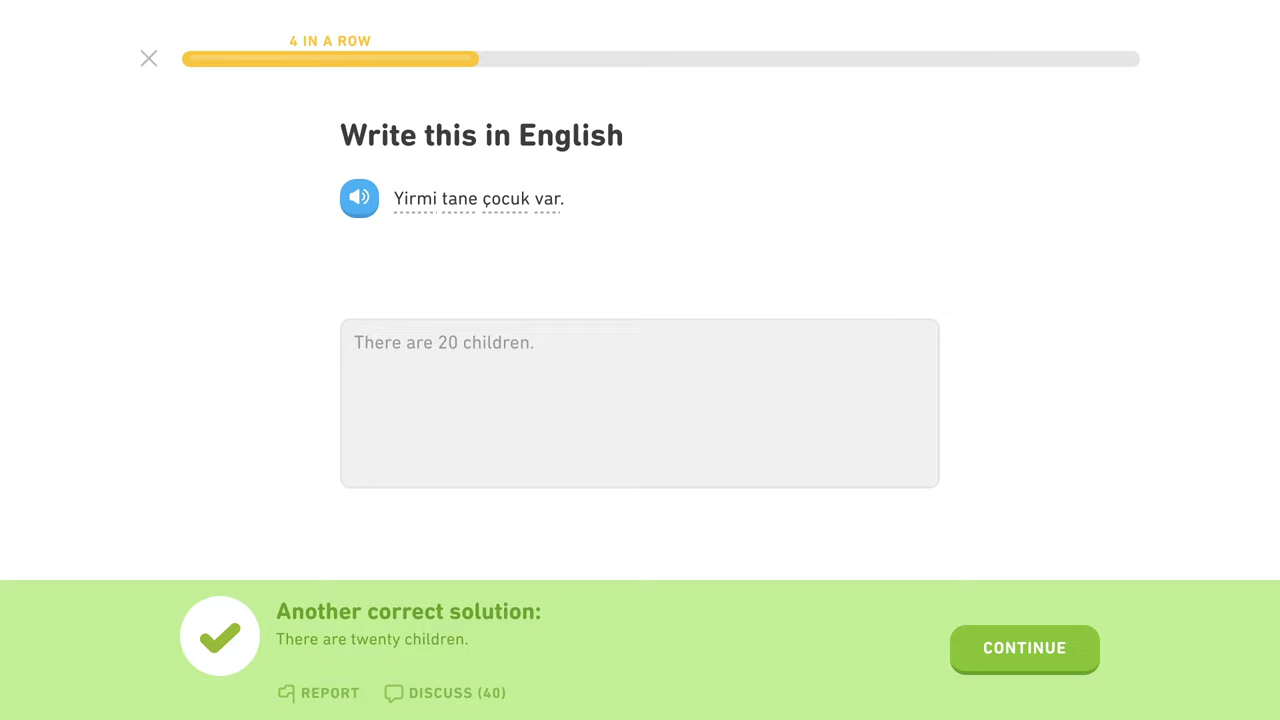 4 IN A ROW
Write this in English
Yirmi tane çocuk var.
There are 20 children.
Another correct solution:
There are twenty children.
CONTINUE
REPORT DISCUSS (40)